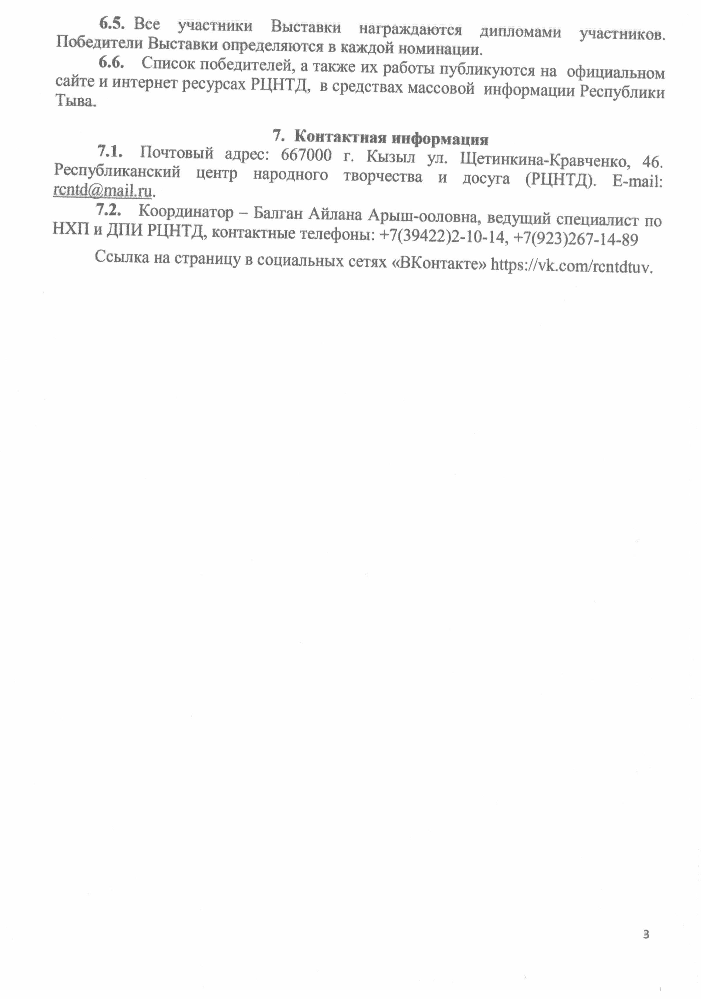 6.5. Все участники Выставки награждаются дипломами участников.
Победители Выставки определяются в каждой номинации.
6.6. Список победителей, а также их работы публикуются на официальном
сайте и интернет ресурсах РЦНТД, в средствах массовой информации Республики
Тыва.
7. Контактная информация
7.1. Почтовый адрес: 667000 г. Кызыл ул. Щетинкина-Кравченко, 46.
Республиканский центр народного творчества и досуга (РЦНТД). E-mail:
rcntd@mail.ru.
7.2. Координатор – Балган Айлана Арыш-ооловна, ведущий специалист по
НХП и ДПИ РЦНТД, контактные телефоны: +7(39422)2-10-14, +7(923)267-14-89
Ссылка на страницу в социальных сетях «ВКонтакте» https://vk.com/rcntdtuv.
3